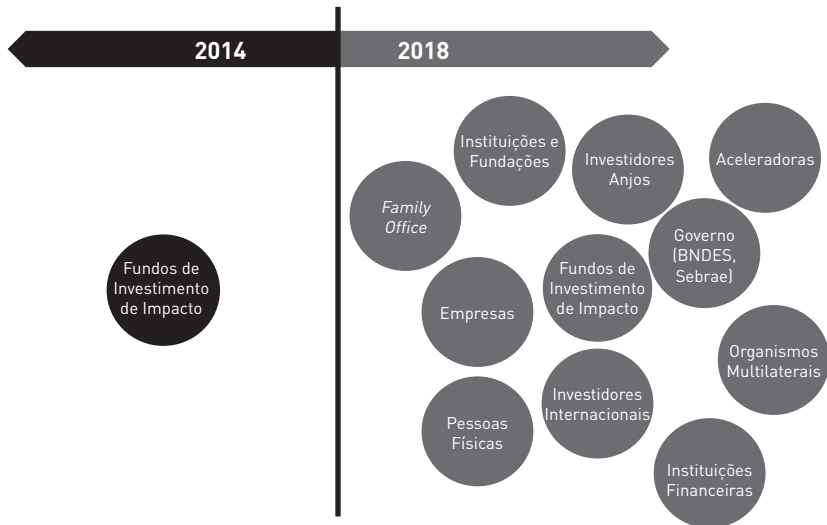 2014
2018
Fundos de
Investimento
de Impacto
Family
Office
Instituições e
Fundações
Investidores
Anjos
Aceleradoras
Governo
(BNDES,
Sebrae)
Empresas
Fundos de
Investimento
de Impacto
Organismos
Multilaterais
Pessoas
Físicas
Investidores
Internacionais
Instituições
Financeiras